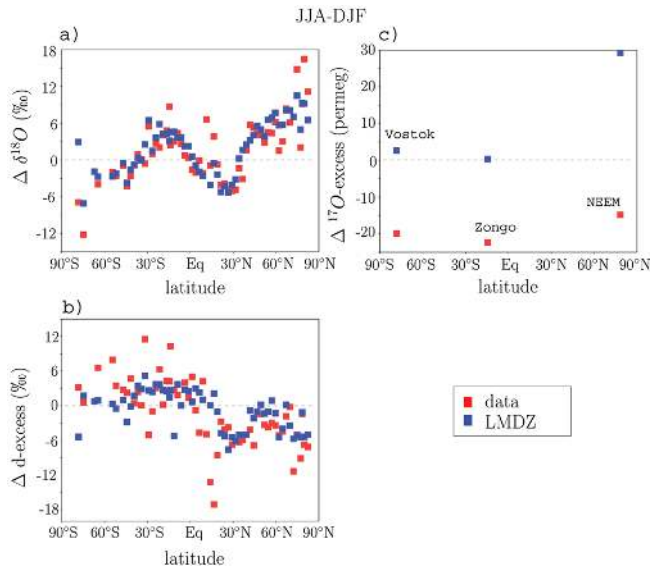 JJA-DJF
a)
18
12
6
0
-6
-12
Δ δ¹⁸O (‰)
90°S 60°S 30°S Eq 30°N 60°N 90°N
latitude
c)
30
20
10
0
-10
-20
Δ ¹⁷O-excess (permeg)
Vostok
Zongo
NEEM
90°S 60°S 30°S Eq 30°N 60°N 90°N
latitude
b)
12
6
0
-6
-12
-18
Δ d-excess (‰)
90°S 60°S 30°S Eq 30°N 60°N 90°N
latitude
data
LMDZ